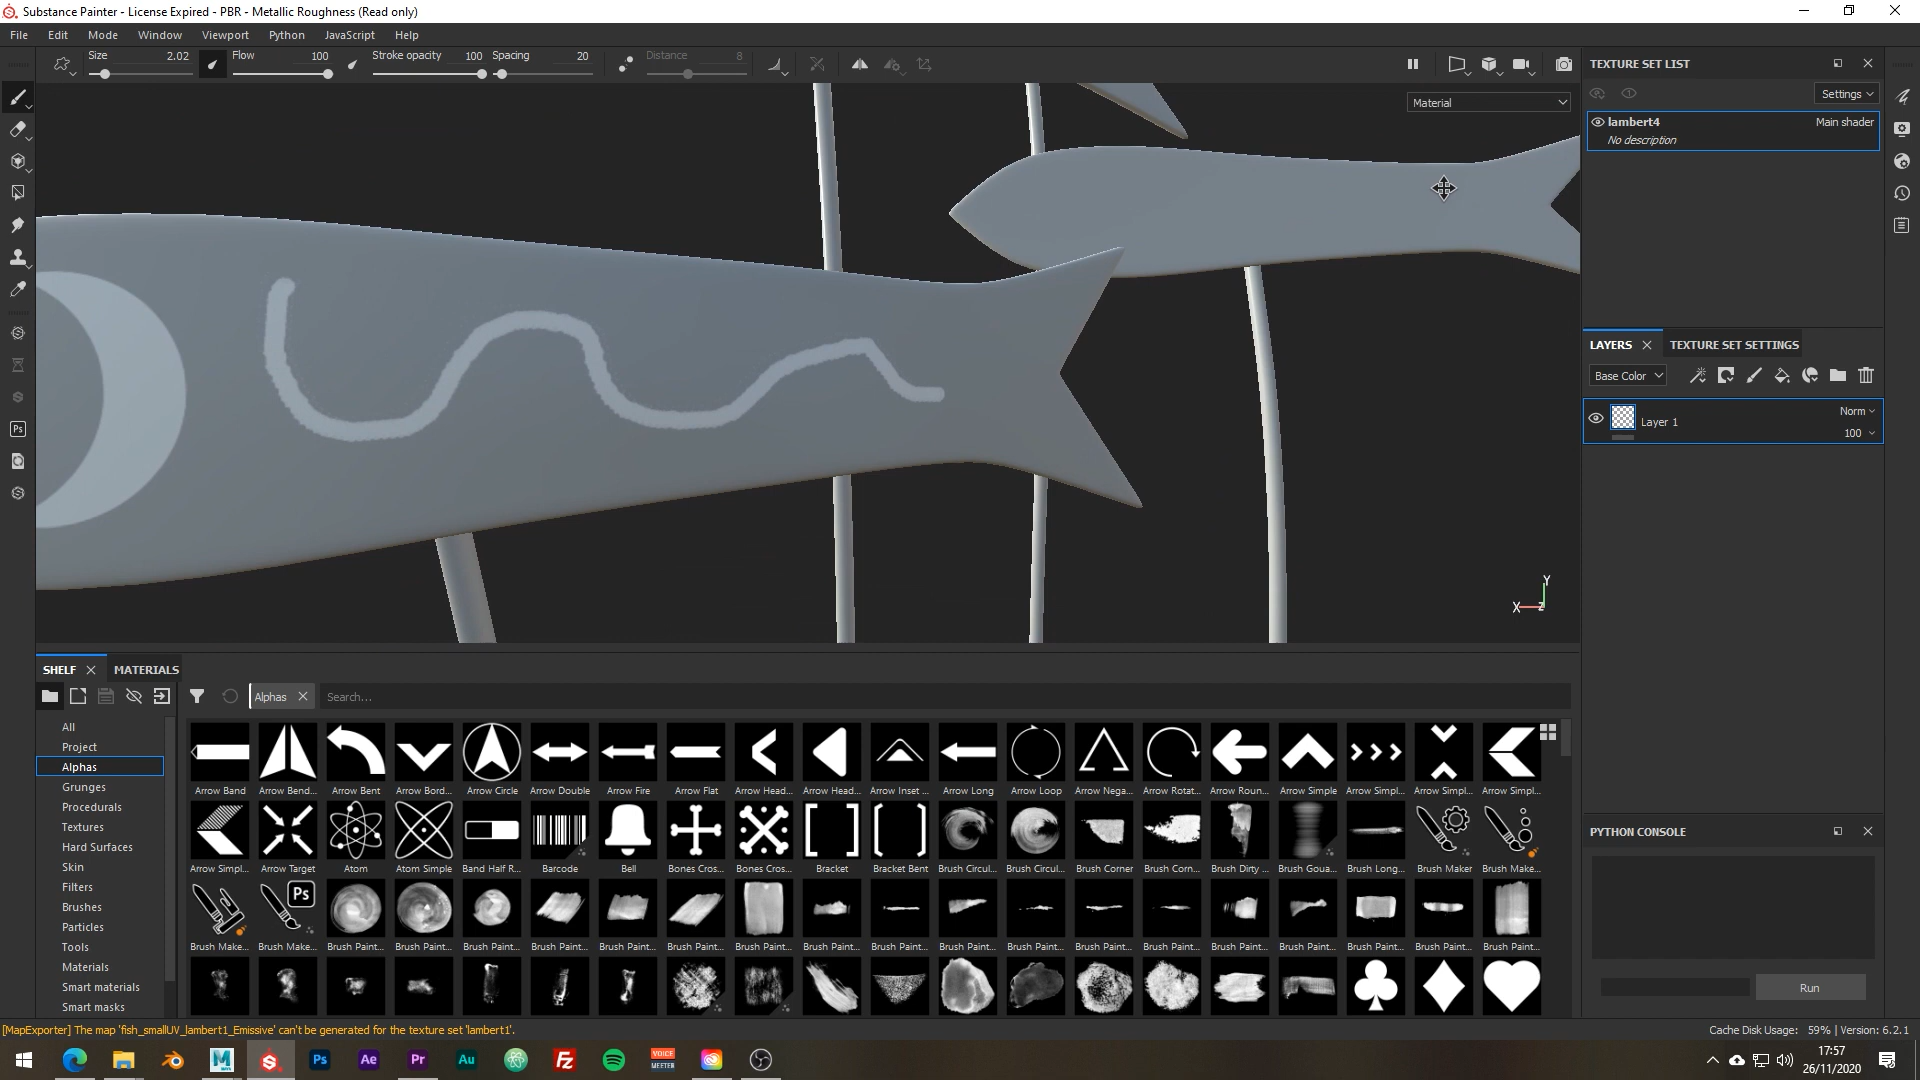 Substance Painter - License Expired - PBR - Metallic Roughness (Read only)
File Edit Mode Window Viewport Python JavaScript Help
Size 2.02 Flow 100 Stroke opacity 100 Spacing 20 Distance 8
TEXTURE SET LIST
Material
Settings
lambert4 Main shader
No description
Y
X Z
LAYERS TEXTURE SET SETTINGS
Base Color
Norm
Layer 1
100
Ps
SHELF MATERIALS
Alphas Search...
All
Project
Alphas
Grunges
Procedurals
Textures
Hard Surfaces
Skin
Filters
Brushes
Particles
Tools
Materials
Smart materials
Smart masks
Arrow Band Arrow Bend... Arrow Bent Arrow Bord... Arrow Circle Arrow Double Arrow Fire Arrow Flat Arrow Head... Arrow Head... Arrow Inset ... Arrow Long Arrow Loop Arrow Nega... Arrow Rotat... Arrow Roun... Arrow Simple Arrow Simpl... Arrow Simpl... Arrow Simpl...
Arrow Simpl... Arrow Target Atom Atom Simple Band Half R... Barcode Bell Bones Cros... Bones Cros... Bracket Bracket Bent Brush Circul... Brush Circul... Brush Corner Brush Corn... Brush Dirty ... Brush Goua... Brush Long... Brush Maker Brush Make...
Ps
Brush Make... Brush Make... Brush Paint... Brush Paint... Brush Paint... Brush Paint... Brush Paint... Brush Paint... Brush Paint... Brush Paint... Brush Paint... Brush Paint... Brush Paint... Brush Paint... Brush Paint... Brush Paint... Brush Paint... Brush Paint... Brush Paint... Brush Paint...
PYTHON CONSOLE
Run
[MapExporter] The map 'fish_smallUV_lambert1_Emissive' can't be generated for the texture set 'lambert1'.
Cache Disk Usage: 59% | Version: 6.2.1
M Ps Ae Pr Au Fz VOICE MEETER
17:57
26/11/2020